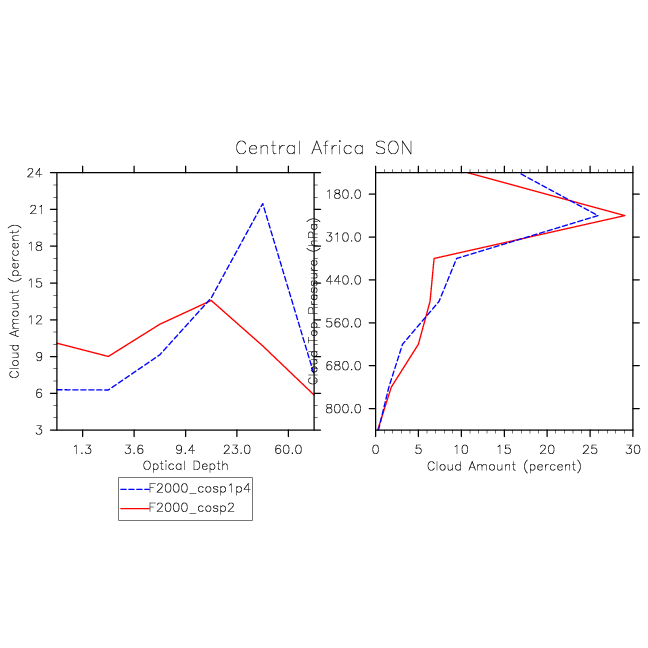 Central Africa SON
Cloud Amount (percent)
24
21
18
15
12
9
6
3
1.3 3.6 9.4 23.0 60.0
Optical Depth
F2000_cosp1p4
F2000_cosp2
Cloud Top Pressure (hPa)
180.0
310.0
440.0
560.0
680.0
800.0
0 5 10 15 20 25 30
Cloud Amount (percent)